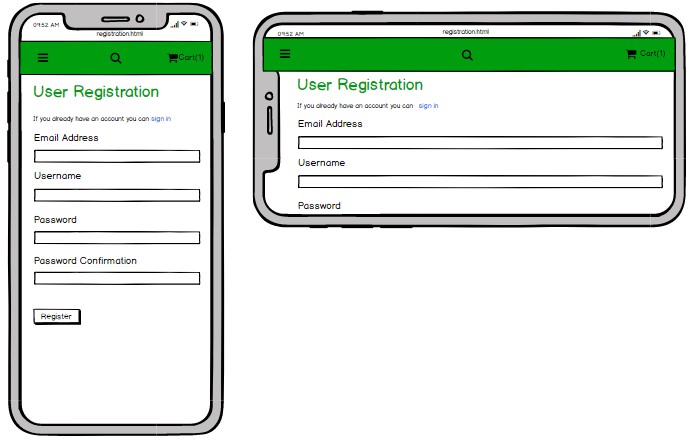 09:52 AM
registration.html
Cart(1)
User Registration
If you already have an account you can sign in
Email Address
Username
Password
Password Confirmation
Register
09:52 AM
registration.html
Cart(1)
User Registration
If you already have an account you can sign in
Email Address
Username
Password